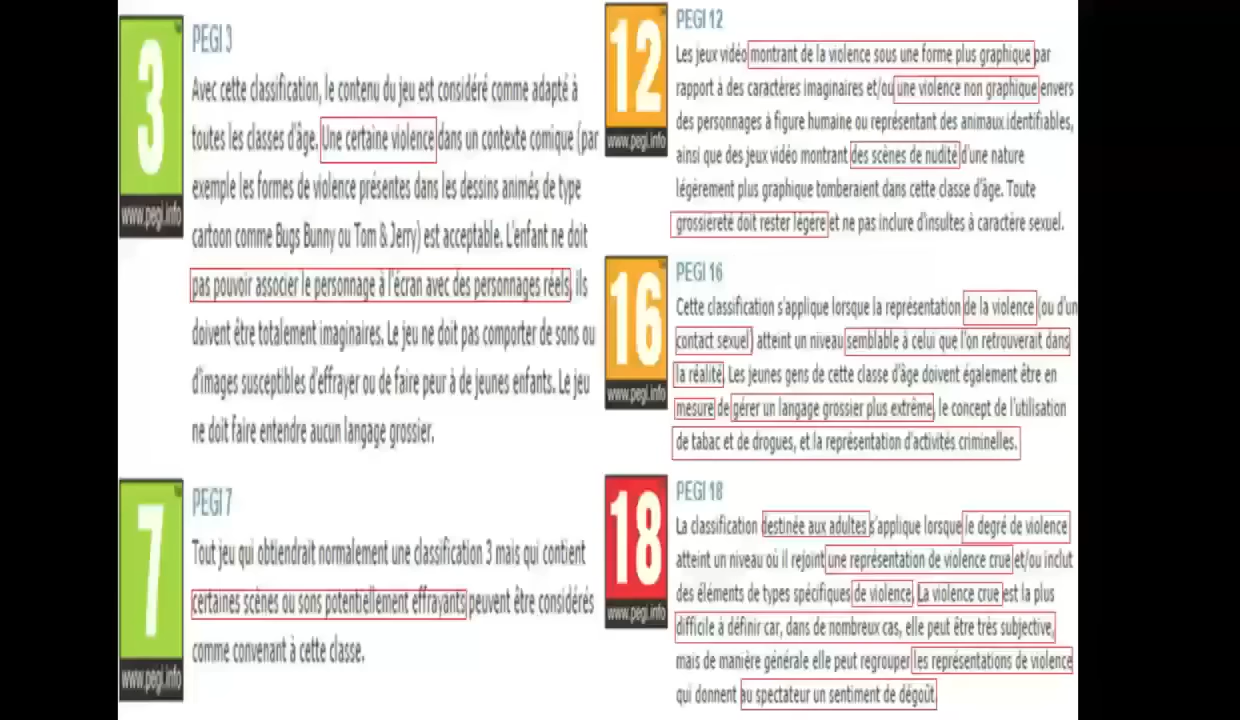 3
www.pegi.info
PEGI 3
Avec cette classification, le contenu du jeu est considéré comme adapté à
toutes les classes d'âge. Une certaine violence dans un contexte comique (par
exemple les formes de violence présentes dans les dessins animés de type
cartoon comme Bugs Bunny ou Tom & Jerry) est acceptable. L'enfant ne doit
pas pouvoir associer le personnage à l'écran avec des personnages réels, ils
doivent être totalement imaginaires. Le jeu ne doit pas comporter de sons ou
d'images susceptibles d'effrayer ou de faire peur à de jeunes enfants. Le jeu
ne doit faire entendre aucun langage grossier.
7
www.pegi.info
PEGI 7
Tout jeu qui obtiendrait normalement une classification 3 mais qui contient
certaines scènes ou sons potentiellement effrayants peuvent être considérés
comme convenant à cette classe.
12
www.pegi.info
PEGI 12
Les jeux vidéo montrant de la violence sous une forme plus graphique par
rapport à des caractères imaginaires et/ou une violence non graphique envers
des personnages à figure humaine ou représentant des animaux identifiables,
ainsi que des jeux vidéo montrant des scènes de nudité d'une nature
légèrement plus graphique tomberaient dans cette classe d'âge. Toute
grossièreté doit rester légère et ne pas inclure d'insultes à caractère sexuel.
16
www.pegi.info
PEGI 16
Cette classification s'applique lorsque la représentation de la violence (ou d'un
contact sexuel) atteint un niveau semblable à celui que l'on retrouverait dans
la réalité. Les jeunes gens de cette classe d'âge doivent également être en
mesure de gérer un langage grossier plus extrême, le concept de l'utilisation
de tabac et de drogues, et la représentation d'activités criminelles.
18
www.pegi.info
PEGI 18
La classification destinée aux adultes s'applique lorsque le degré de violence
atteint un niveau où il rejoint une représentation de violence crue et/ou inclut
des éléments de types spécifiques de violence. La violence crue est la plus
difficile à définir car, dans de nombreux cas, elle peut être très subjective,
mais de manière générale elle peut regrouper les représentations de violence
qui donnent au spectateur un sentiment de dégoût.